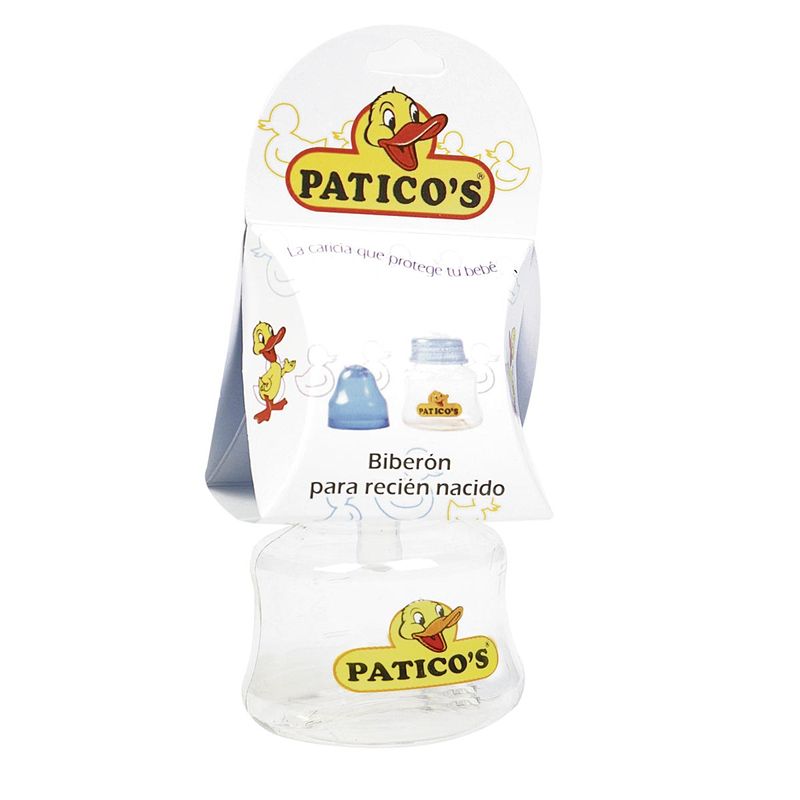 PATICO'S®
La caricia que protege tu bebé
PATICO'S
Biberón
para recién nacido
PATICO'S®